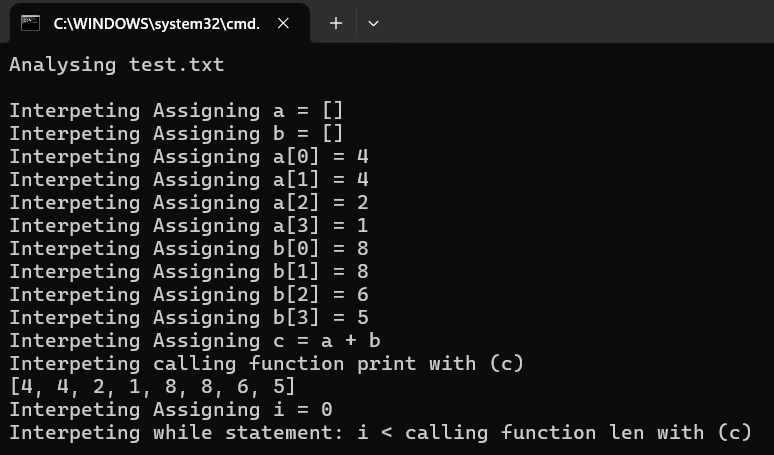 C:\WINDOWS\system32\cmd.
Analysing test.txt
Interpeting Assigning a = []
Interpeting Assigning b = []
Interpeting Assigning a[0] = 4
Interpeting Assigning a[1] = 4
Interpeting Assigning a[2] = 2
Interpeting Assigning a[3] = 1
Interpeting Assigning b[0] = 8
Interpeting Assigning b[1] = 8
Interpeting Assigning b[2] = 6
Interpeting Assigning b[3] = 5
Interpeting Assigning c = a + b
Interpeting calling function print with (c)
[4, 4, 2, 1, 8, 8, 6, 5]
Interpeting Assigning i = 0
Interpeting while statement: i < calling function len with (c)